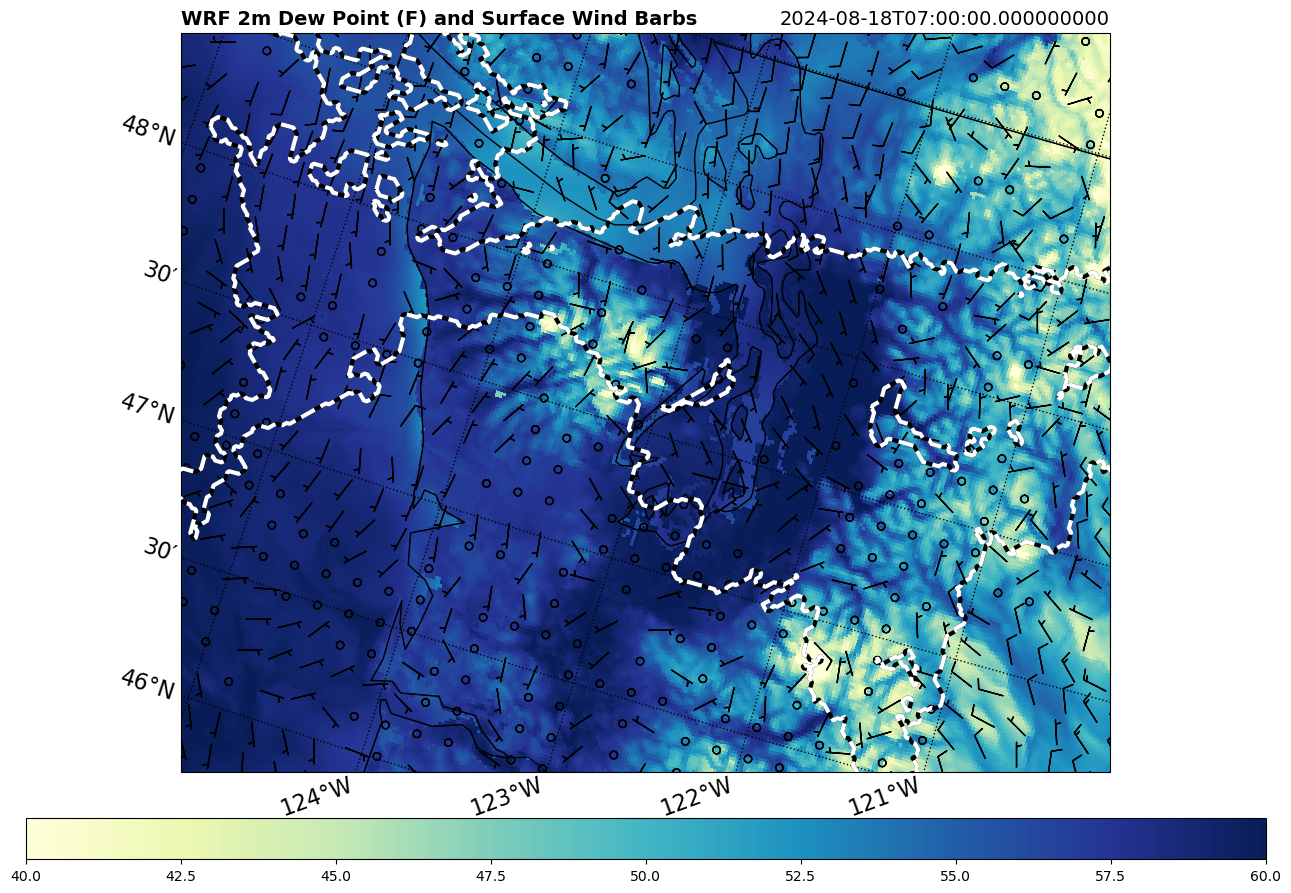 WRF 2m Dew Point (F) and Surface Wind Barbs 2024-08-18T07:00:00.000000000
48°N
30′
47°N
30′
46°N
124°W 123°W 122°W 121°W
40.0 42.5 45.0 47.5 50.0 52.5 55.0 57.5 60.0